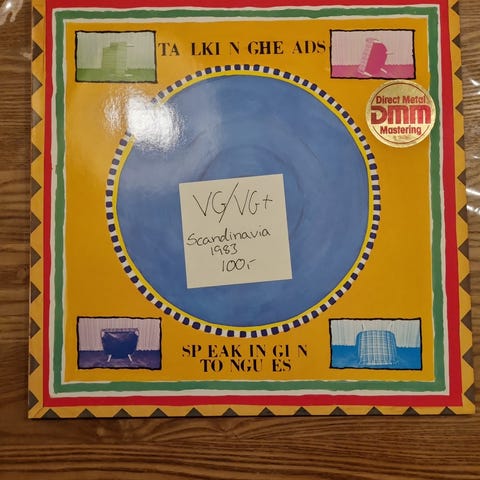 TA LKI N GHE ADS
Direct Metal
DMM
Mastering
VG/VG+
Scandinavia
1983
100,-
SP EAK IN GI N
TO NGU ES